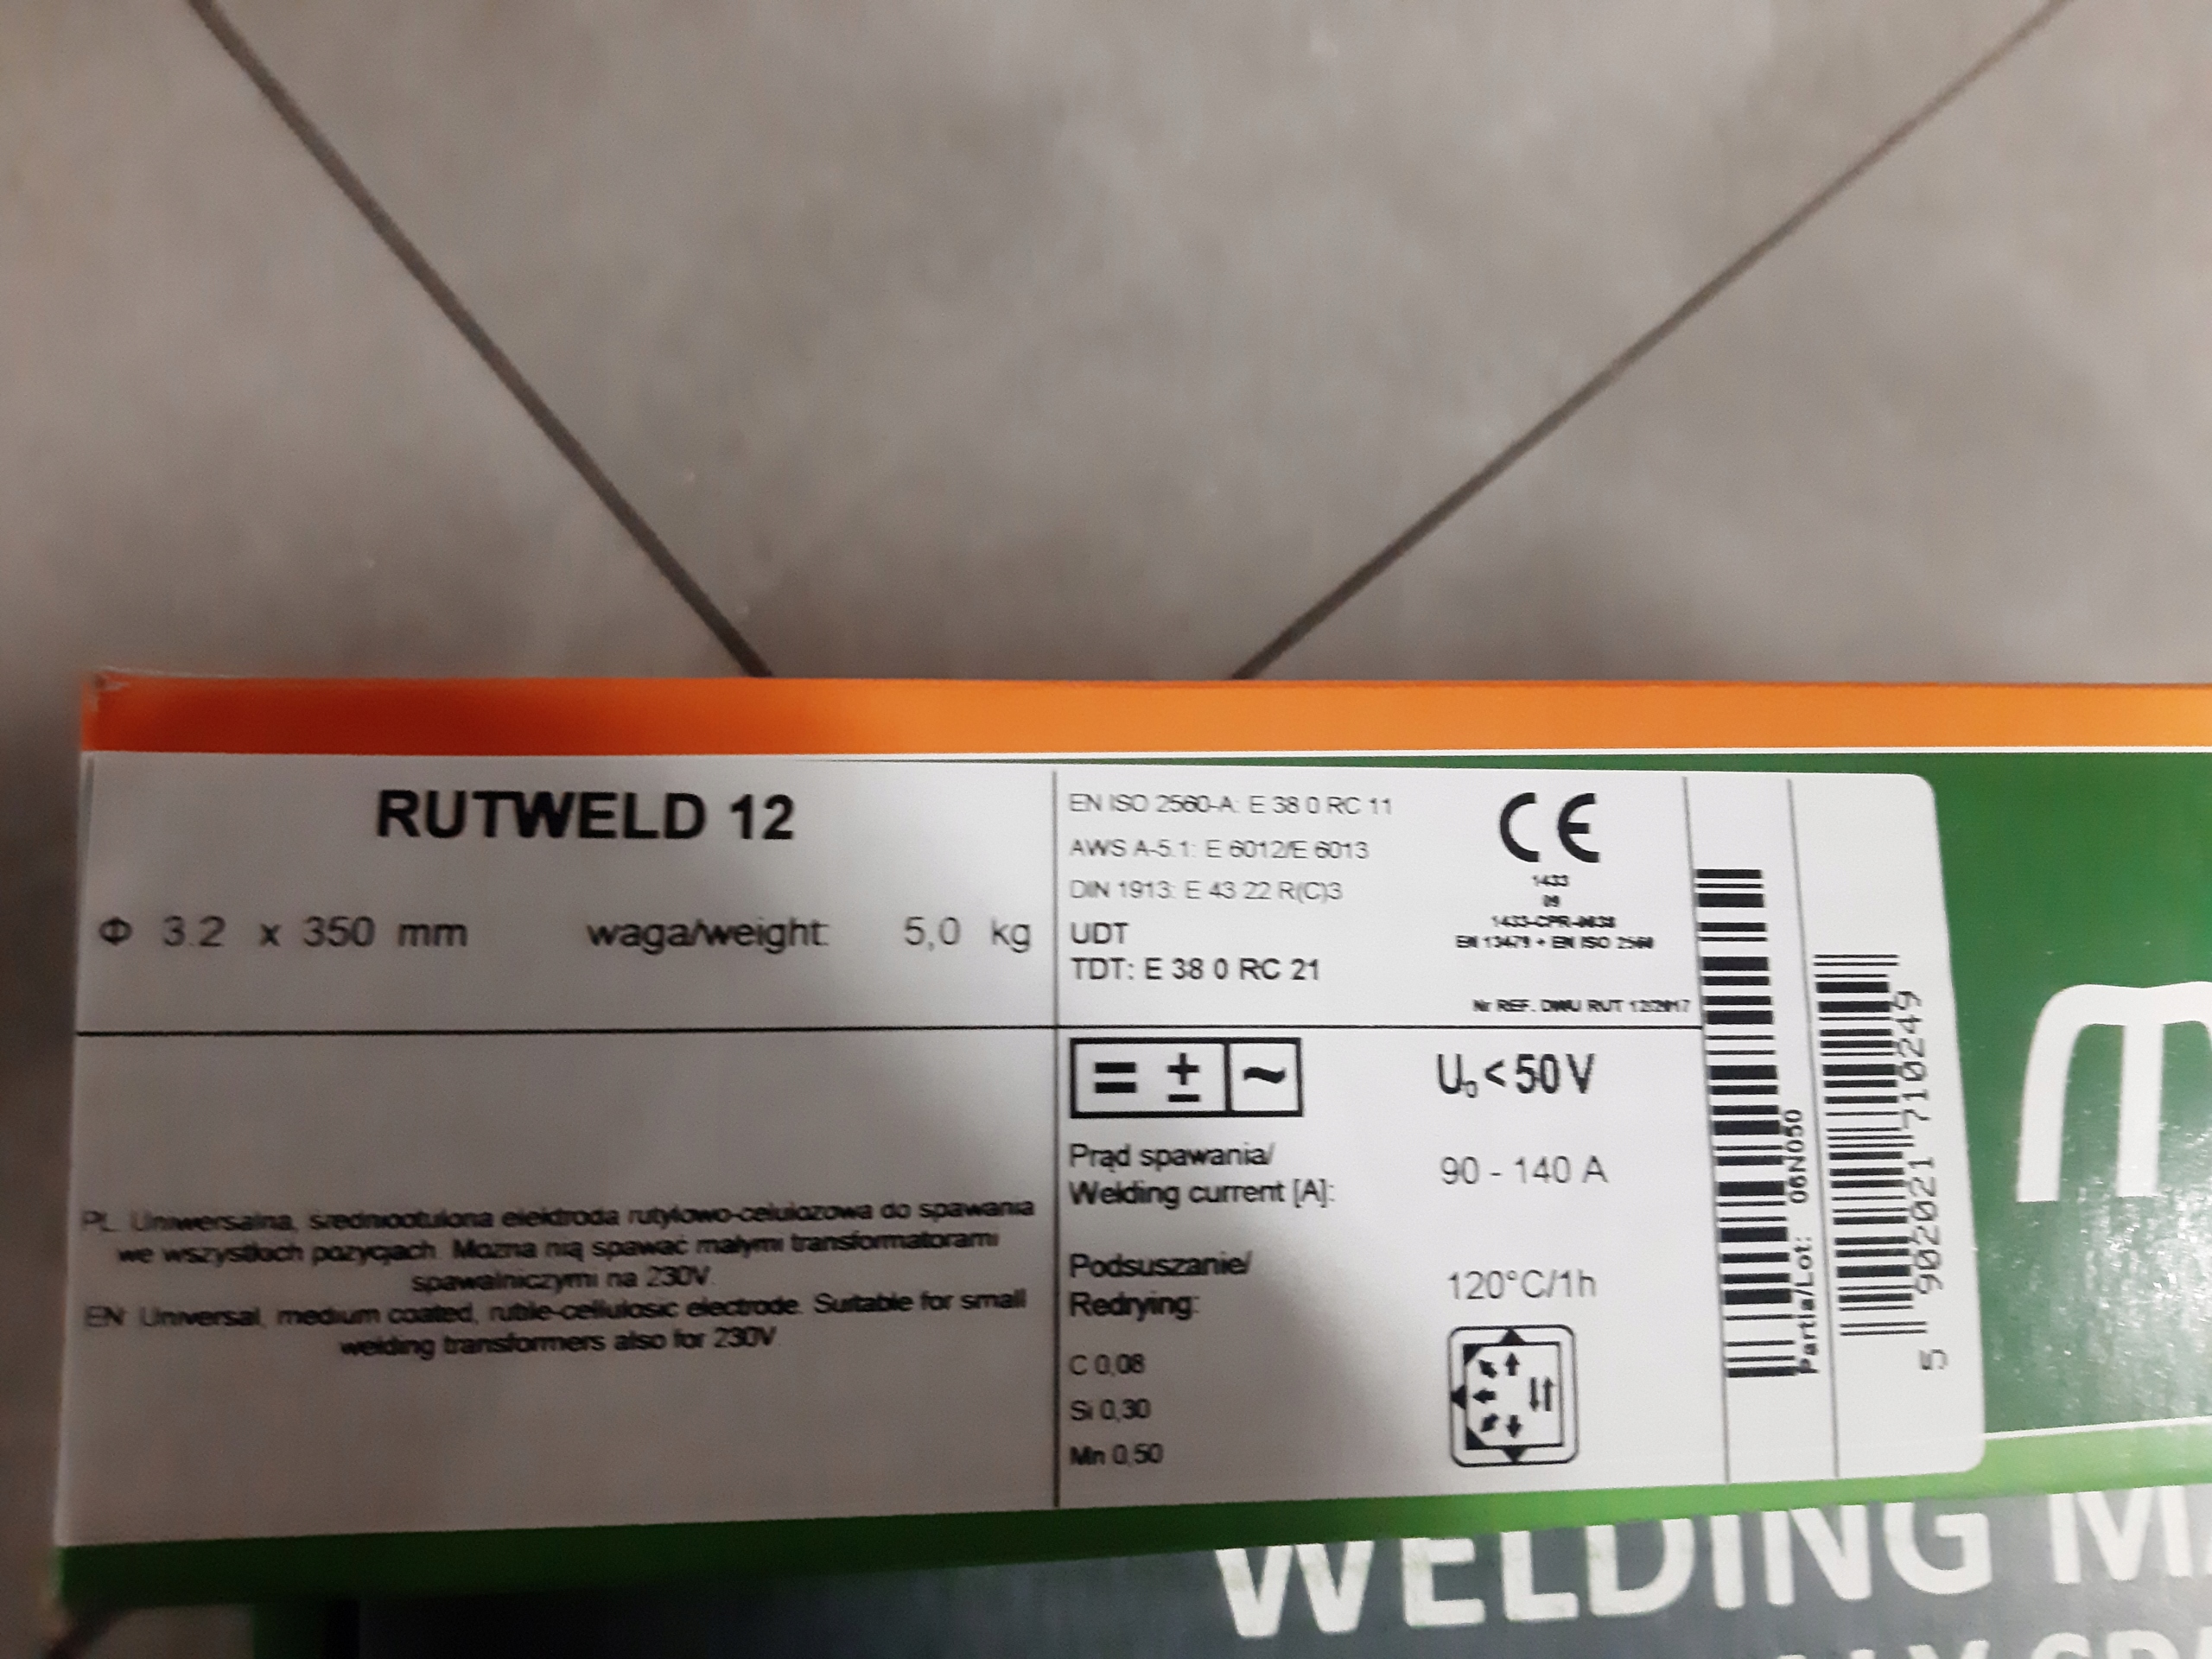 RUTWELD 12
Φ 3.2 x 350 mm waga/weight: 5,0 kg
EN ISO 2560-A: E 38 0 RC 11
AWS A-5.1: E 6012/E 6013
DIN 1913: E 43 22 R(C)3
UDT
TDT: E 38 0 RC 21
CE
1433
09
1433-CPR-0038
EN 13479 + EN ISO 2560
Nr REF. DWU RUT 12/2017
= ± ~
U₀ < 50 V
Prąd spawania/
Welding current [A]:
90 - 140 A
Podsuszanie/
Redrying:
120°C/1h
C 0,08
Si 0,30
Mn 0,50
PL: Uniwersalna, średniootulona elektroda rutylowo-celulozowa do spawania
we wszystkich pozycjach. Można nią spawać małymi transformatorami
spawalniczymi na 230V.
EN: Universal, medium coated, rutile-cellulosic electrode. Suitable for small
welding transformers also for 230V
Partia/Lot: 06N050
5 902021 710249
WELDING